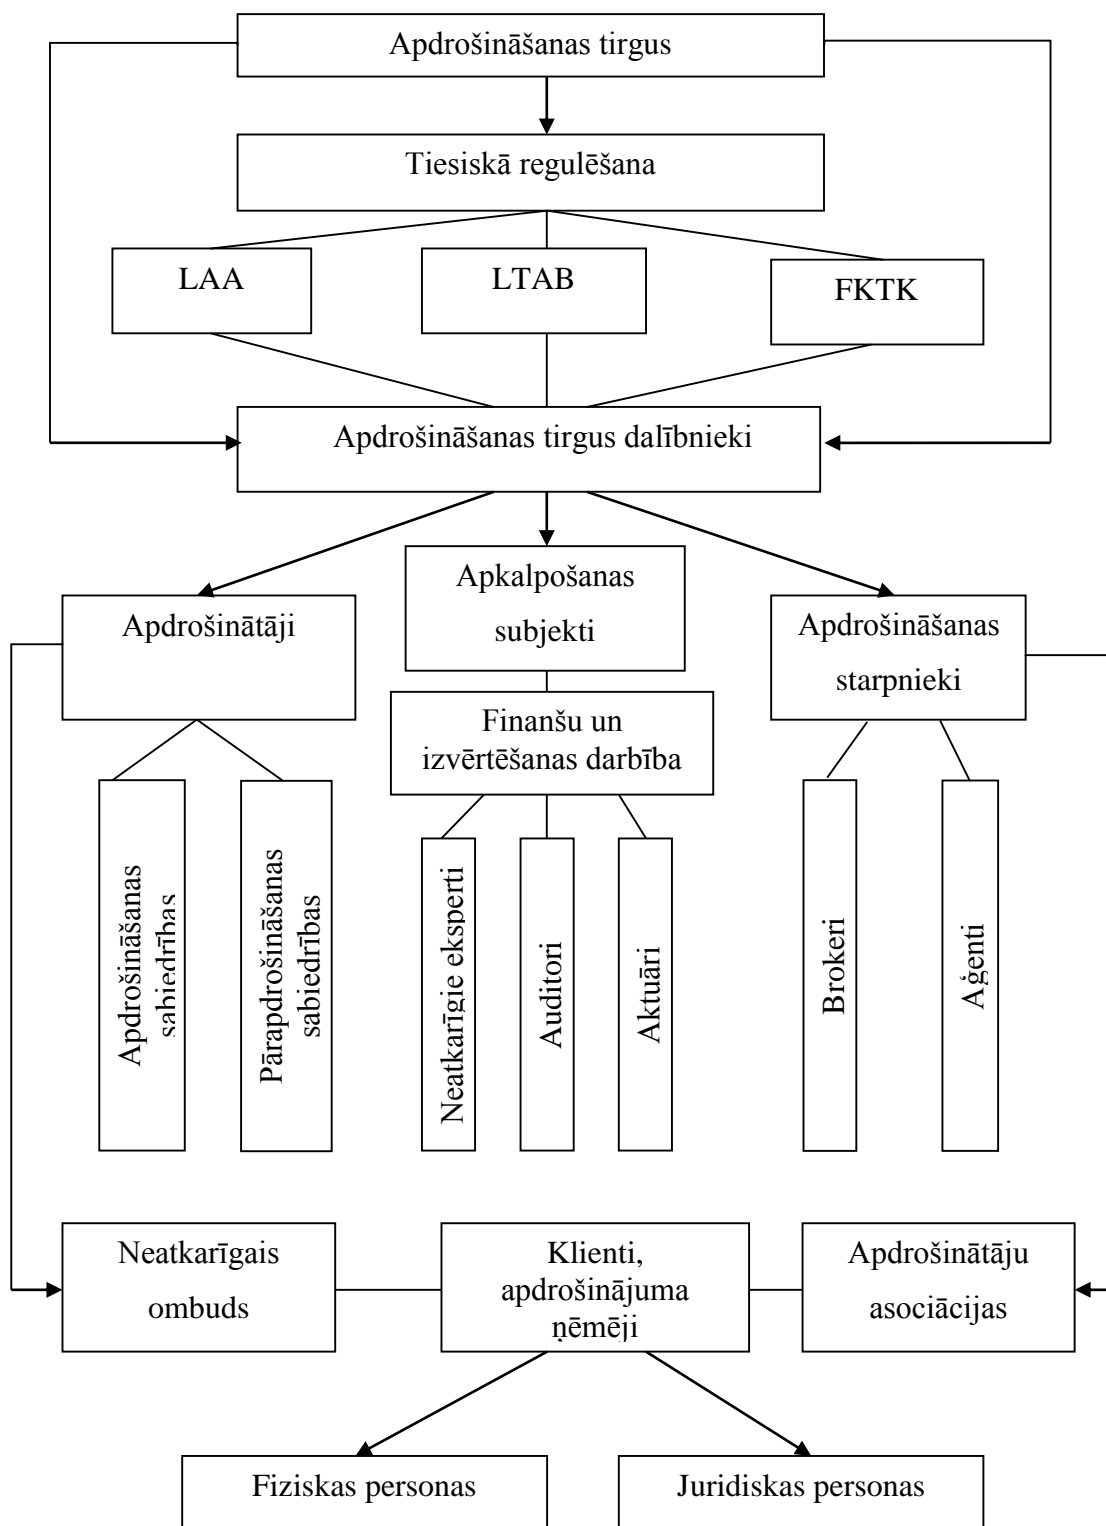 Apdrošināšanas tirgus
Tiesiskā regulēšana
LAA
LTAB
FKTK
Apdrošināšanas tirgus dalībnieki
Apdrošinātāji
Apkalpošanas
subjekti
Apdrošināšanas
starpnieki
Finanšu un
izvērtēšanas darbība
Apdrošināšanas
sabiedrības
Pārapdrošināšanas
sabiedrības
Neatkarīgie eksperti
Auditori
Aktuāri
Brokeri
Aģenti
Neatkarīgais
ombuds
Klienti,
apdrošinājuma
ņēmēji
Apdrošinātāju
asociācijas
Fiziskas personas
Juridiskas personas